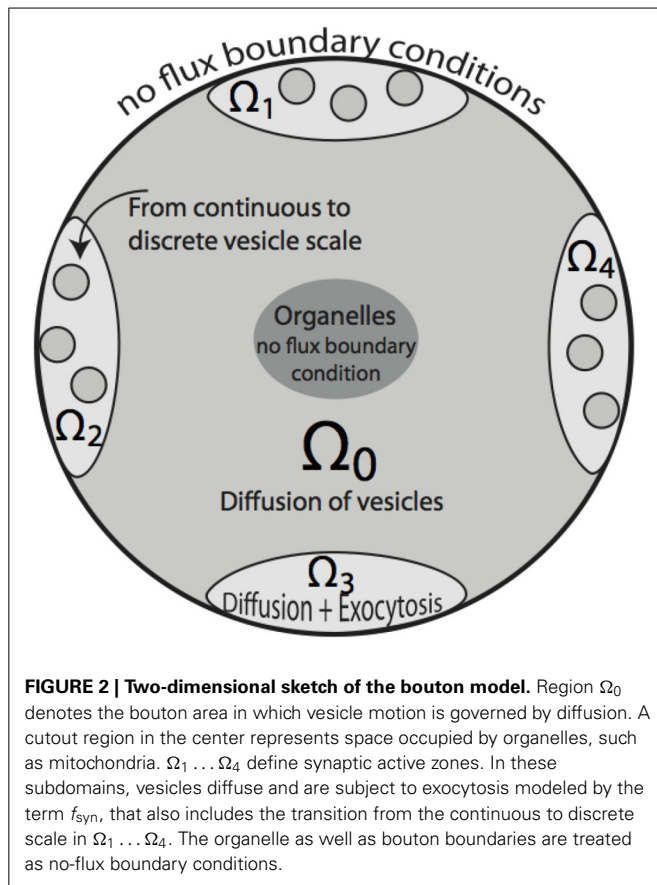 no flux boundary conditions
Ω1
From continuous to
discrete vesicle scale
Ω4
Organelles
no flux boundary
condition
Ω2
Ω0
Diffusion of vesicles
Ω3
Diffusion + Exocytosis
FIGURE 2 | Two-dimensional sketch of the bouton model. Region Ω0
denotes the bouton area in which vesicle motion is governed by diffusion. A
cutout region in the center represents space occupied by organelles, such
as mitochondria. Ω1 . . . Ω4 define synaptic active zones. In these
subdomains, vesicles diffuse and are subject to exocytosis modeled by the
term fsyn, that also includes the transition from the continuous to discrete
scale in Ω1 . . . Ω4. The organelle as well as bouton boundaries are treated
as no-flux boundary conditions.